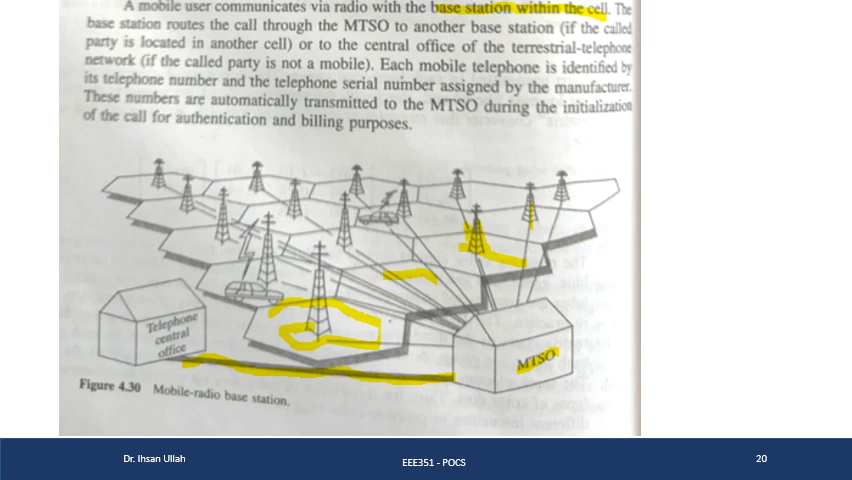 A mobile user communicates via radio with the base station within the cell. The
base station routes the call through the MTSO to another base station (if the called
party is located in another cell) or to the central office of the terrestrial-telephone
network (if the called party is not a mobile). Each mobile telephone is identified by
its telephone number and the telephone serial number assigned by the manufacturer.
These numbers are automatically transmitted to the MTSO during the initialization
of the call for authentication and billing purposes.
Telephone
central
office
MTSO
Figure 4.30 Mobile-radio base station.
Dr. Ihsan Ullah
EEE351 - POCS
20